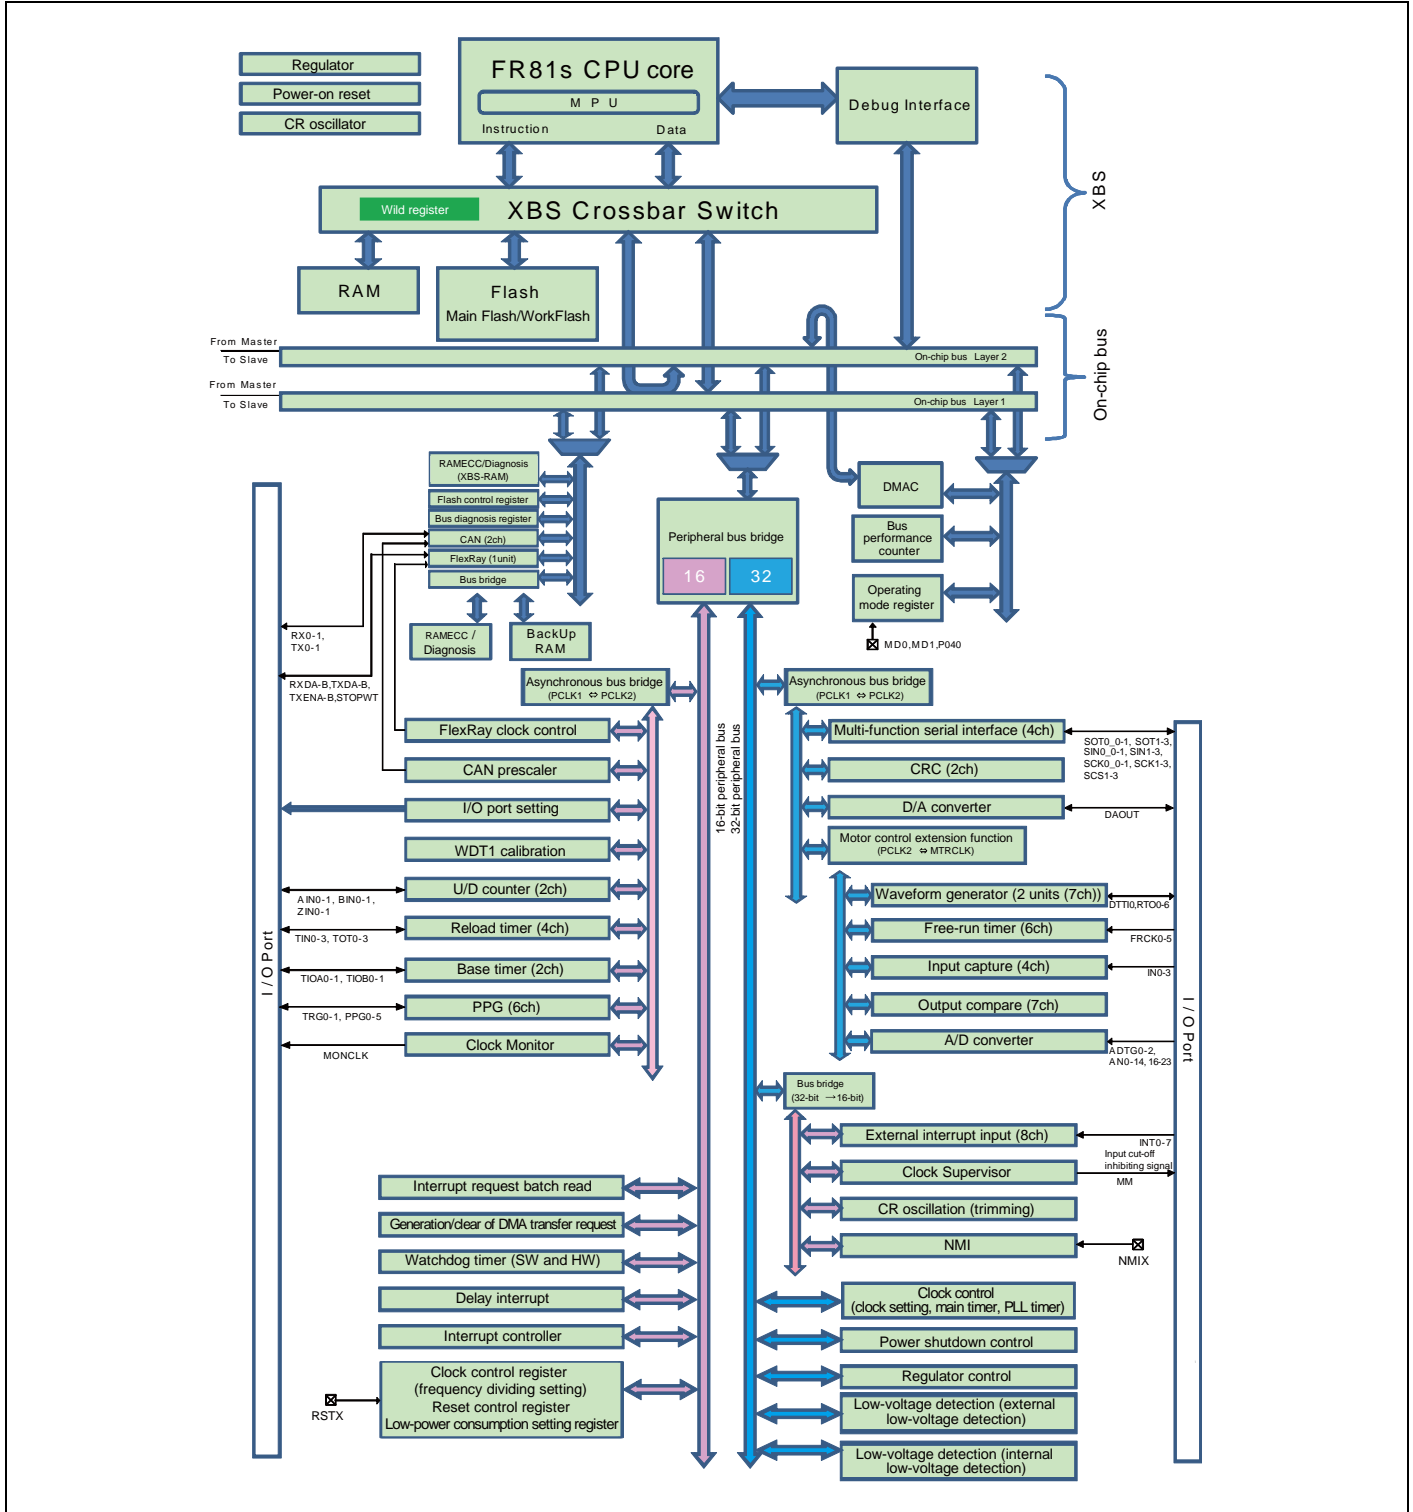 Regulator
Power-on reset
CR oscillator
FR81s CPU core
M P U
Instruction
Data
Debug Interface
XBS
Wild register
XBS Crossbar Switch
RAM
Flash
Main Flash/WorkFlash
From Master
To Slave
On-chip bus Layer 2
From Master
To Slave
On-chip bus Layer 1
On-chip bus
RAMECC/Diagnosis
(XBS-RAM)
Flash control register
Bus diagnosis register
CAN (2ch)
FlexRay (1unit)
Bus bridge
RAMECC /
Diagnosis
BackUp
RAM
Peripheral bus bridge
16
32
DMAC
Bus
performance
counter
Operating
mode register
MD0,MD1,P040
RX0-1,
TX0-1
RXDA-B,TXDA-B,
TXENA-B,STOPWT
Asynchronous bus bridge
(PCLK1 ⇔ PCLK2)
Asynchronous bus bridge
(PCLK1 ⇔ PCLK2)
16-bit peripheral bus
32-bit peripheral bus
FlexRay clock control
CAN prescaler
I/O port setting
WDT1 calibration
U/D counter (2ch)
AIN0-1, BIN0-1,
ZIN0-1
Reload timer (4ch)
TIN0-3, TOT0-3
Base timer (2ch)
TIOA0-1, TIOB0-1
PPG (6ch)
TRG0-1, PPG0-5
Clock Monitor
MONCLK
I / O Port
Multi-function serial interface (4ch)
SOT0_0-1, SOT1-3,
SIN0_0-1, SIN1-3,
SCK0_0-1, SCK1-3,
SCS1-3
CRC (2ch)
D/A converter
DAOUT
Motor control extension function
(PCLK2 ⇔ MTRCLK)
Waveform generator (2 units (7ch))
DTTI0,RTO0-6
Free-run timer (6ch)
FRCK0-5
Input capture (4ch)
IN0-3
Output compare (7ch)
A/D converter
ADTG0-2,
AN0-14, 16-23
I / O Port
Bus bridge
(32-bit →16-bit)
External interrupt input (8ch)
INT0-7
Input cut-off
inhibiting signal
Clock Supervisor
MM
CR oscillation (trimming)
NMI
NMIX
Interrupt request batch read
Generation/clear of DMA transfer request
Watchdog timer (SW and HW)
Delay interrupt
Interrupt controller
Clock control register
(frequency dividing setting)
Reset control register
Low-power consumption setting register
RSTX
Clock control
(clock setting, main timer, PLL timer)
Power shutdown control
Regulator control
Low-voltage detection (external
low-voltage detection)
Low-voltage detection (internal
low-voltage detection)